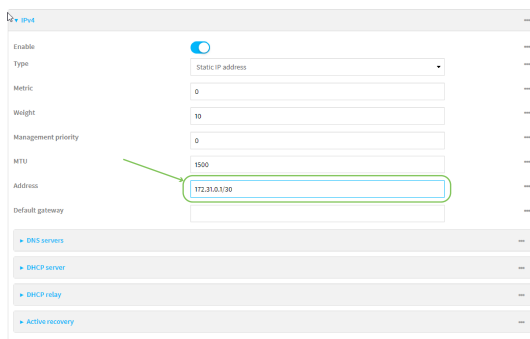 IPv4
Enable
Type Static IP address
Metric 0
Weight 10
Management priority 0
MTU 1500
Address 172.31.0.1/30
Default gateway
DNS servers
DHCP server
DHCP relay
Active recovery